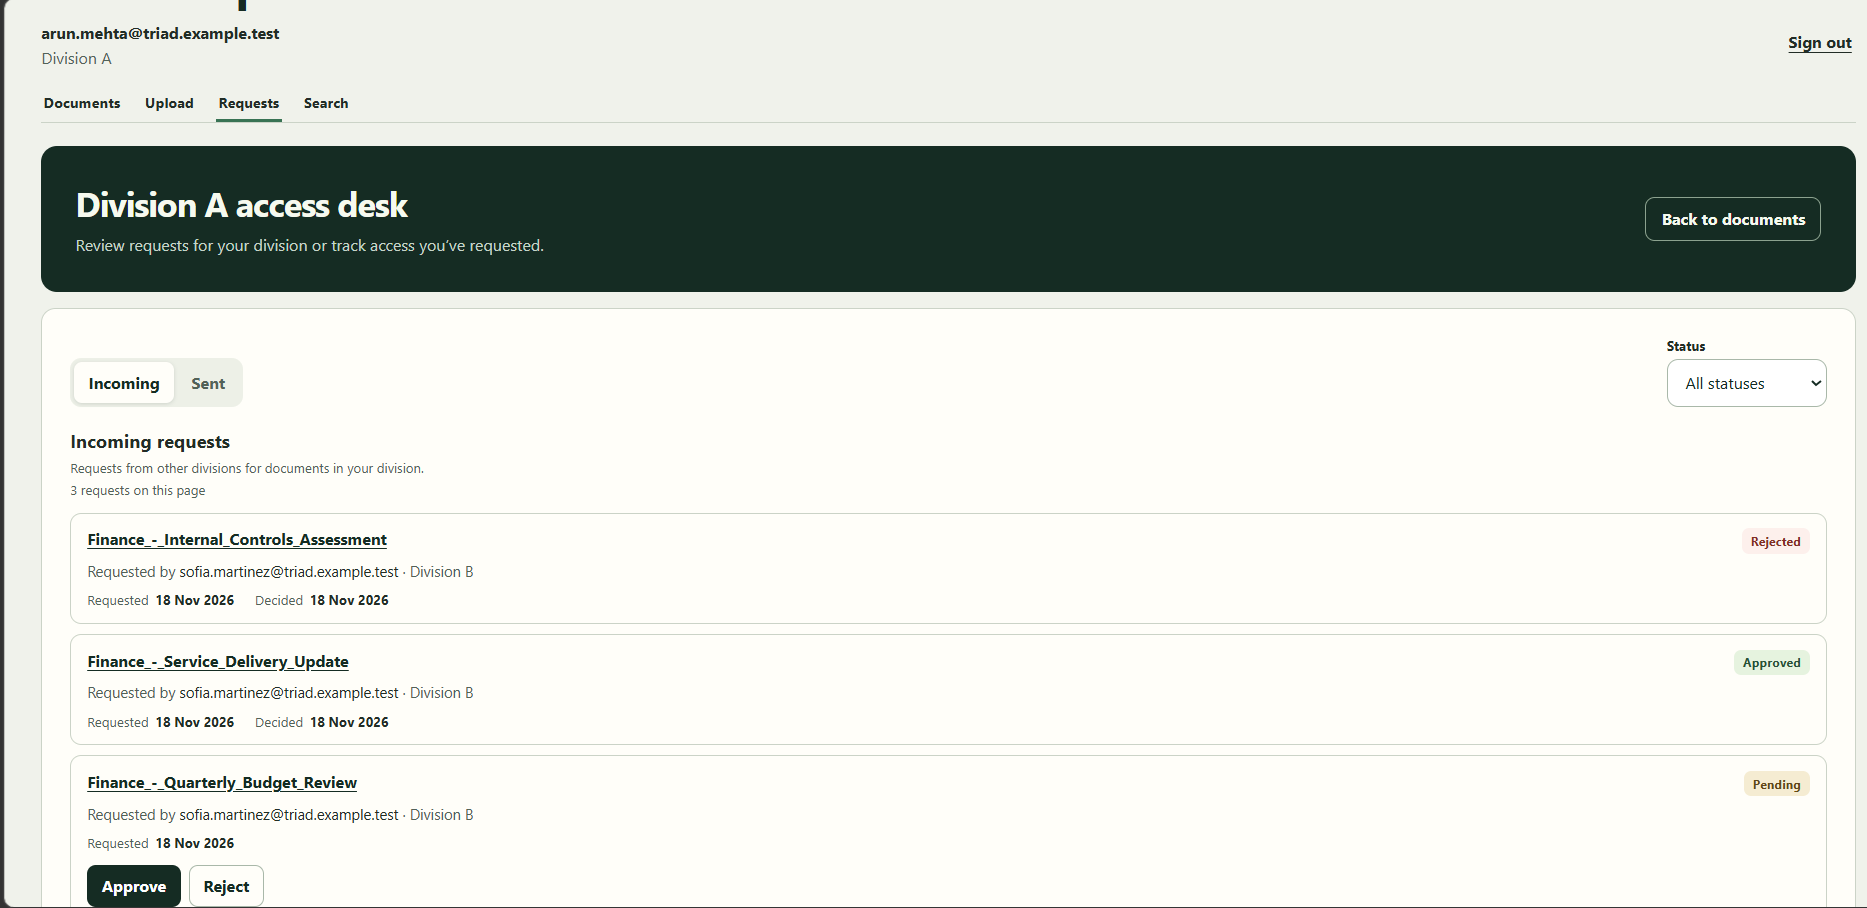 arun.mehta@triad.example.test
Division A
Sign out
Documents Upload Requests Search
Division A access desk
Review requests for your division or track access you’ve requested.
Back to documents
Status
Incoming Sent
All statuses
Incoming requests
Requests from other divisions for documents in your division.
3 requests on this page
Finance_-_Internal_Controls_Assessment
Rejected
Requested by sofia.martinez@triad.example.test · Division B
Requested 18 Nov 2026 Decided 18 Nov 2026
Finance_-_Service_Delivery_Update
Approved
Requested by sofia.martinez@triad.example.test · Division B
Requested 18 Nov 2026 Decided 18 Nov 2026
Finance_-_Quarterly_Budget_Review
Pending
Requested by sofia.martinez@triad.example.test · Division B
Requested 18 Nov 2026
Approve Reject